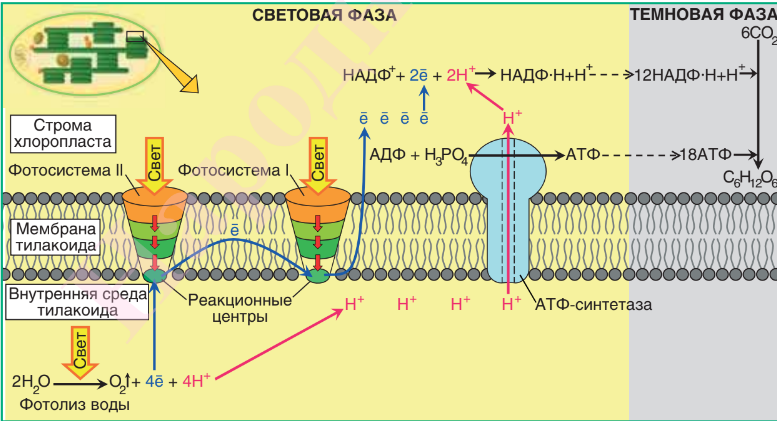 СВЕТОВАЯ ФАЗА
ТЕМНОВАЯ ФАЗА
6CO2
НАДФ+ + 2ē + 2H+ → НАДФ·Н+Н+ → 12НАДФ·Н+Н+
ē ē ē ē
H+
Строма
хлоропласта
Свет
Свет
АДФ + H3PO4 → АТФ → 18АТФ
Фотосистема II
Фотосистема I
C6H12O6
Мембрана
тилакоида
ē
Внутренняя среда
тилакоида
Реакционные
центры
H+ H+ H+ H+
АТФ-синтетаза
Свет
2H2O → O2↑ + 4ē + 4H+
Фотолиз воды